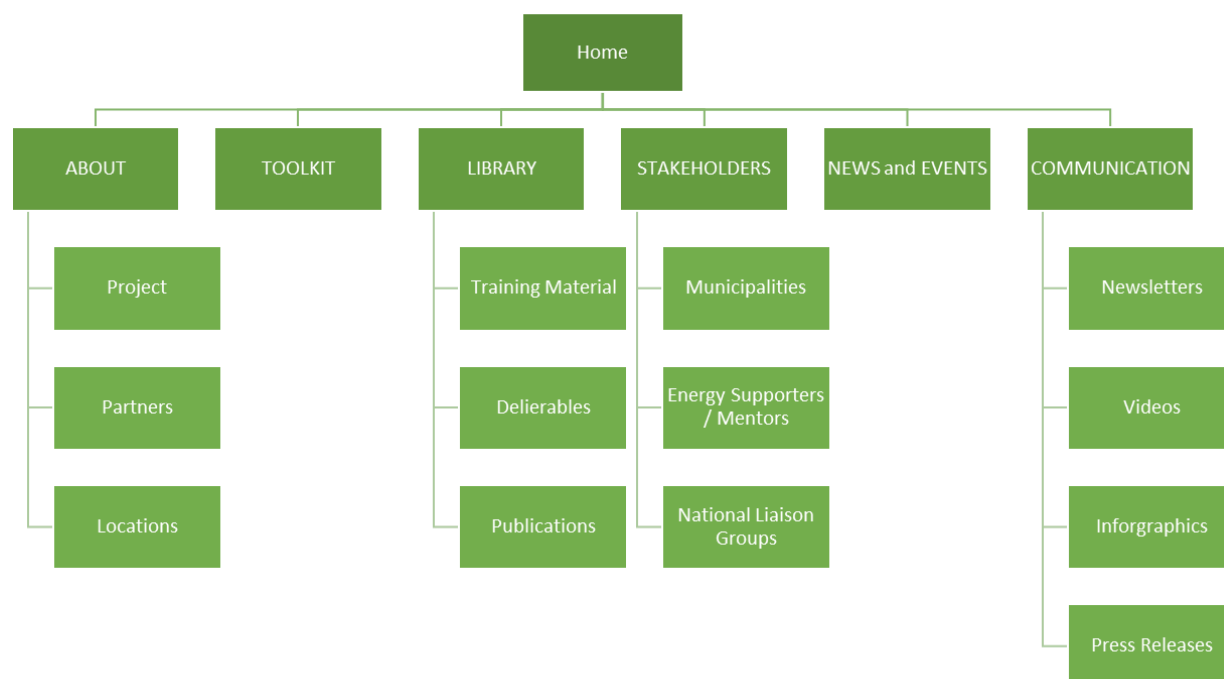 Home
ABOUT
TOOLKIT
LIBRARY
STAKEHOLDERS
NEWS and EVENTS
COMMUNICATION
Project
Training Material
Municipalities
Newsletters
Partners
Delierables
Energy Supporters
/ Mentors
Videos
Locations
Publications
National Liaison
Groups
Inforgraphics
Press Releases